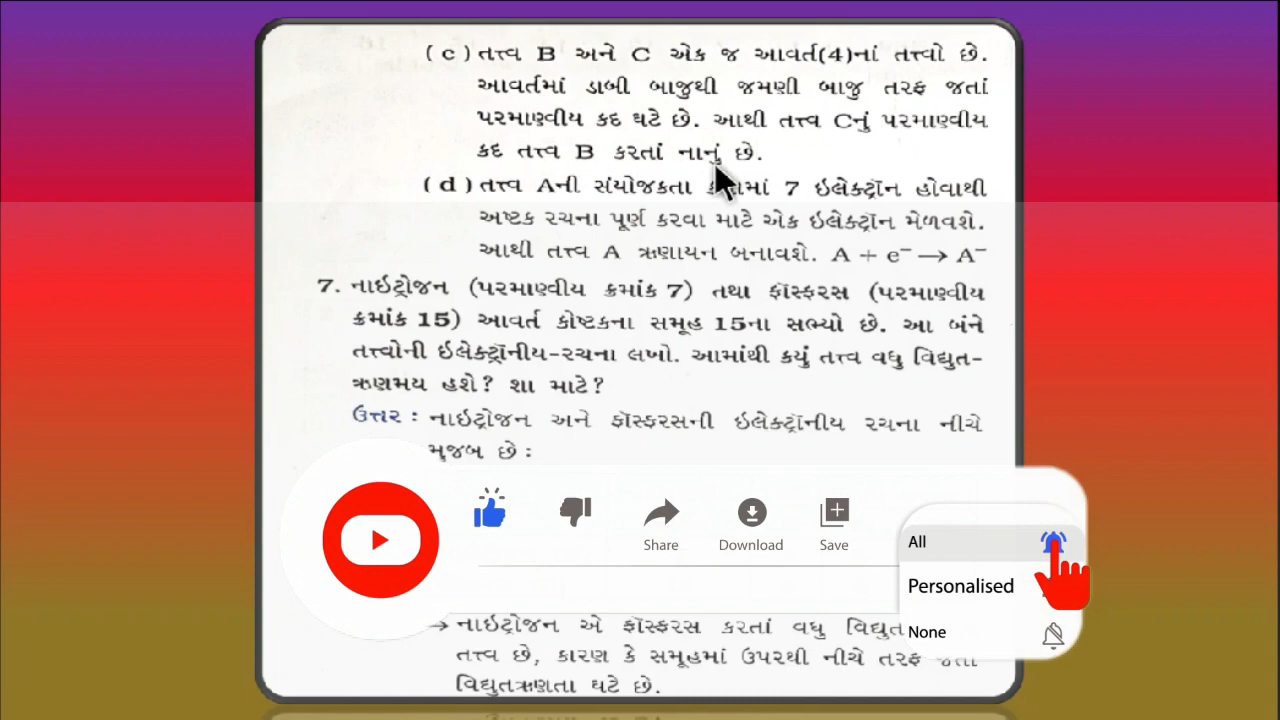 (c) તત્ત્વ B અને C એક જ આવર્ત(4)નાં તત્ત્વો છે.
આવર્તમાં ડાબી બાજુથી જમણી બાજુ તરફ જતાં
પરમાણ્વીય કદ ઘટે છે. આથી તત્ત્વ Cનું પરમાણ્વીય
કદ તત્ત્વ B કરતાં નાનું છે.
(d) તત્ત્વ Aની સંયોજકતા માં 7 ઇલેક્ટ્રૉન હોવાથી
અષ્ટક રચના પૂર્ણ કરવા માટે એક ઇલેક્ટ્રૉન મેળવશે.
આથી તત્ત્વ A ઋણાયન બનાવશે. A + e⁻ → A⁻
7. નાઇટ્રોજન (પરમાણ્વીય ક્રમાંક 7) તથા ફૉસ્ફરસ (પરમાણ્વીય
ક્રમાંક 15) આવર્ત કોષ્ટકના સમૂહ 15ના સભ્યો છે. આ બંને
તત્ત્વોની ઇલેક્ટ્રૉનીય-રચના લખો. આમાંથી કયું તત્ત્વ વધુ વિદ્યુત-
ઋણમય હશે? શા માટે?
ઉત્તર : નાઇટ્રોજન અને ફૉસ્ફરસની ઇલેક્ટ્રૉનીય રચના નીચે
મુજબ છે :
Share Download Save
All
Personalised
None
→ નાઇટ્રોજન એ ફૉસ્ફરસ કરતાં વધુ વિદ્યુત
તત્ત્વ છે, કારણ કે સમૂહમાં ઉપરથી નીચે તરફ જતાં
વિદ્યુતઋણતા ઘટે છે.